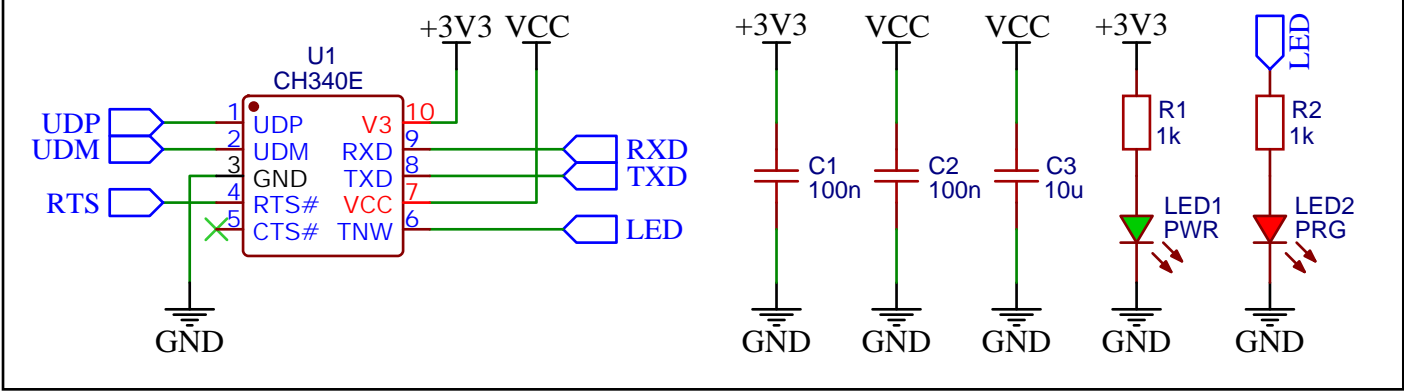 +3V3 VCC +3V3 VCC VCC +3V3 LED
U1
CH340E
UDP 1 UDP V3 10
UDM 2 UDM RXD 9 RXD
3 GND TXD 8 TXD
RTS 4 RTS# VCC 7
5 CTS# TNW 6 LED
GND
C1
100n
GND
C2
100n
GND
C3
10u
GND
R1
1k
LED1
PWR
GND
R2
1k
LED2
PRG
GND